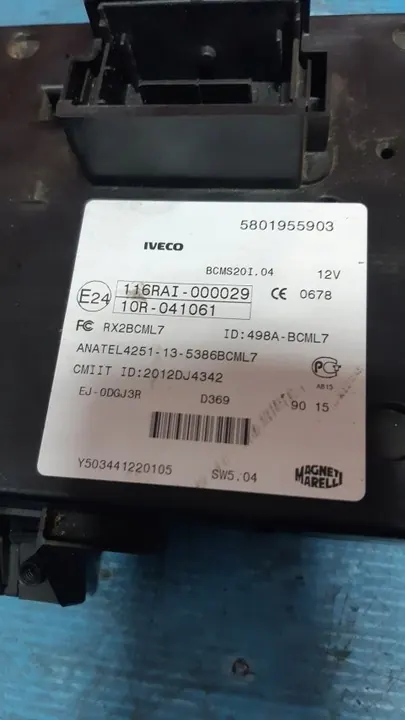 5801955903
IVECO
BCMS20I.04 12V
E24 116RAI-000029 CE 0678
10R-041061
FC RX2BCML7 ID:498A-BCML7
ANATEL4251-13-5386BCML7
CMIIT ID:2012DJ4342
АВ15
EJ-0DGJ3R D369 90 15
Y503441220105 SW5.04
MAGNETI
MARELLI